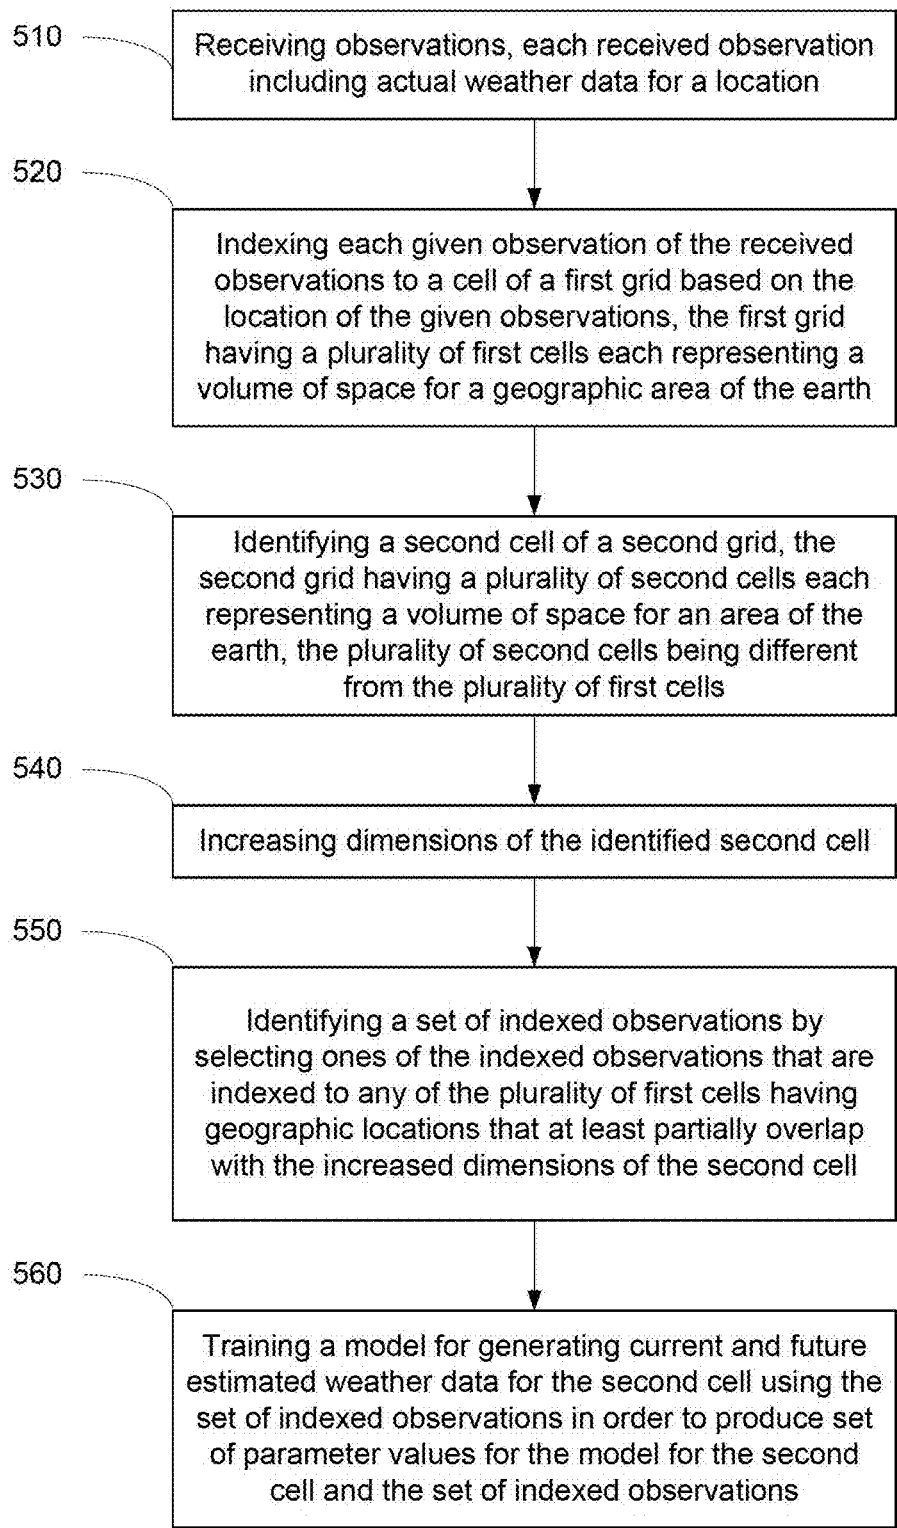 510
Receiving observations, each received observation
including actual weather data for a location
520
Indexing each given observation of the received
observations to a cell of a first grid based on the
location of the given observations, the first grid
having a plurality of first cells each representing a
volume of space for a geographic area of the earth
530
Identifying a second cell of a second grid, the
second grid having a plurality of second cells each
representing a volume of space for an area of the
earth, the plurality of second cells being different
from the plurality of first cells
540
Increasing dimensions of the identified second cell
550
Identifying a set of indexed observations by
selecting ones of the indexed observations that are
indexed to any of the plurality of first cells having
geographic locations that at least partially overlap
with the increased dimensions of the second cell
560
Training a model for generating current and future
estimated weather data for the second cell using the
set of indexed observations in order to produce set
of parameter values for the model for the second
cell and the set of indexed observations